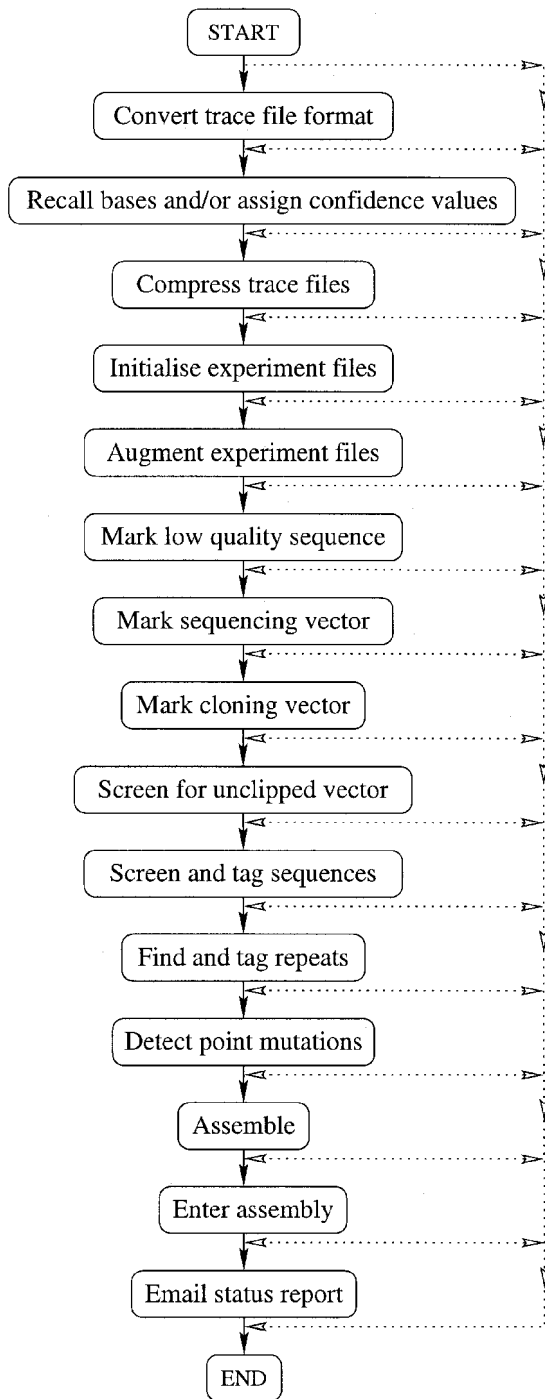 START
Convert trace file format
Recall bases and/or assign confidence values
Compress trace files
Initialise experiment files
Augment experiment files
Mark low quality sequence
Mark sequencing vector
Mark cloning vector
Screen for unclipped vector
Screen and tag sequences
Find and tag repeats
Detect point mutations
Assemble
Enter assembly
Email status report
END